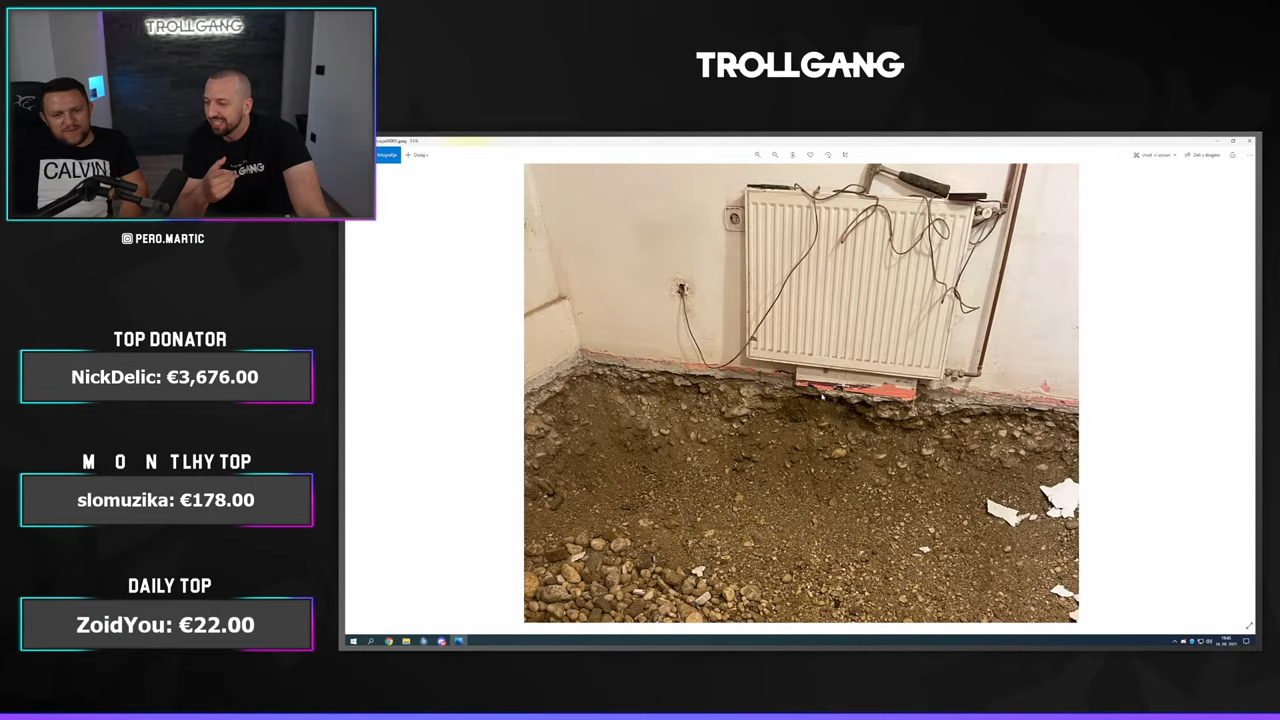 TROLLGANG
TROLLGANG
CALVIN
PERO.MARTIC
TOP DONATOR
NickDelic: €3,676.00
M O N TLHY TOP
slomuzika: €178.00
DAILY TOP
ZoidYou: €22.00
Dodaj